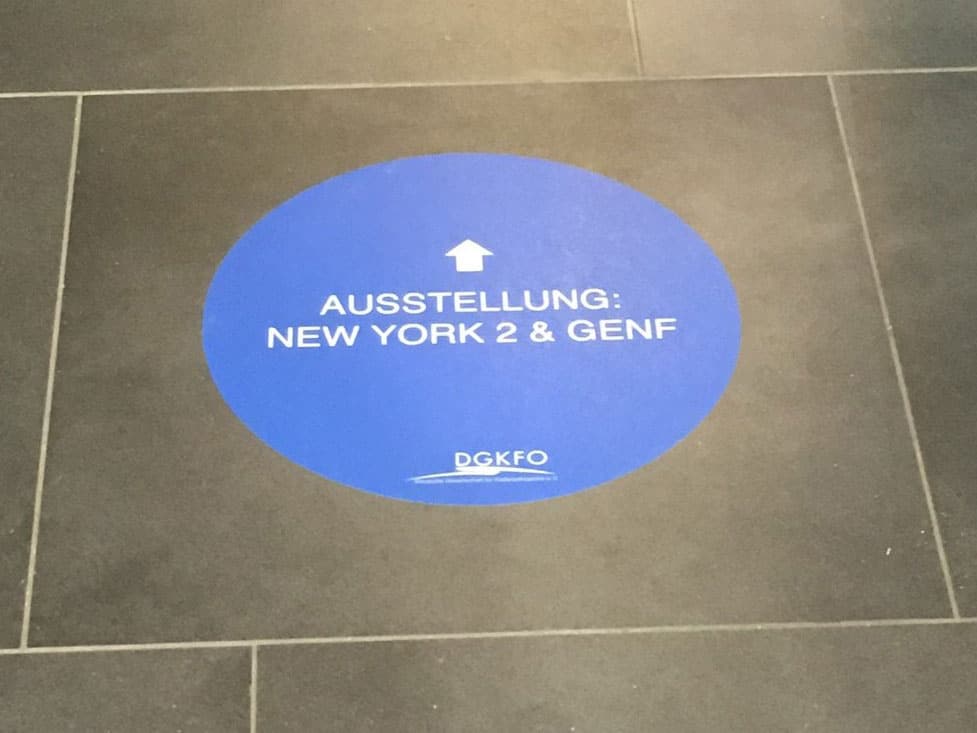 AUSSTELLUNG:
NEW YORK 2 & GENF
DGKFO